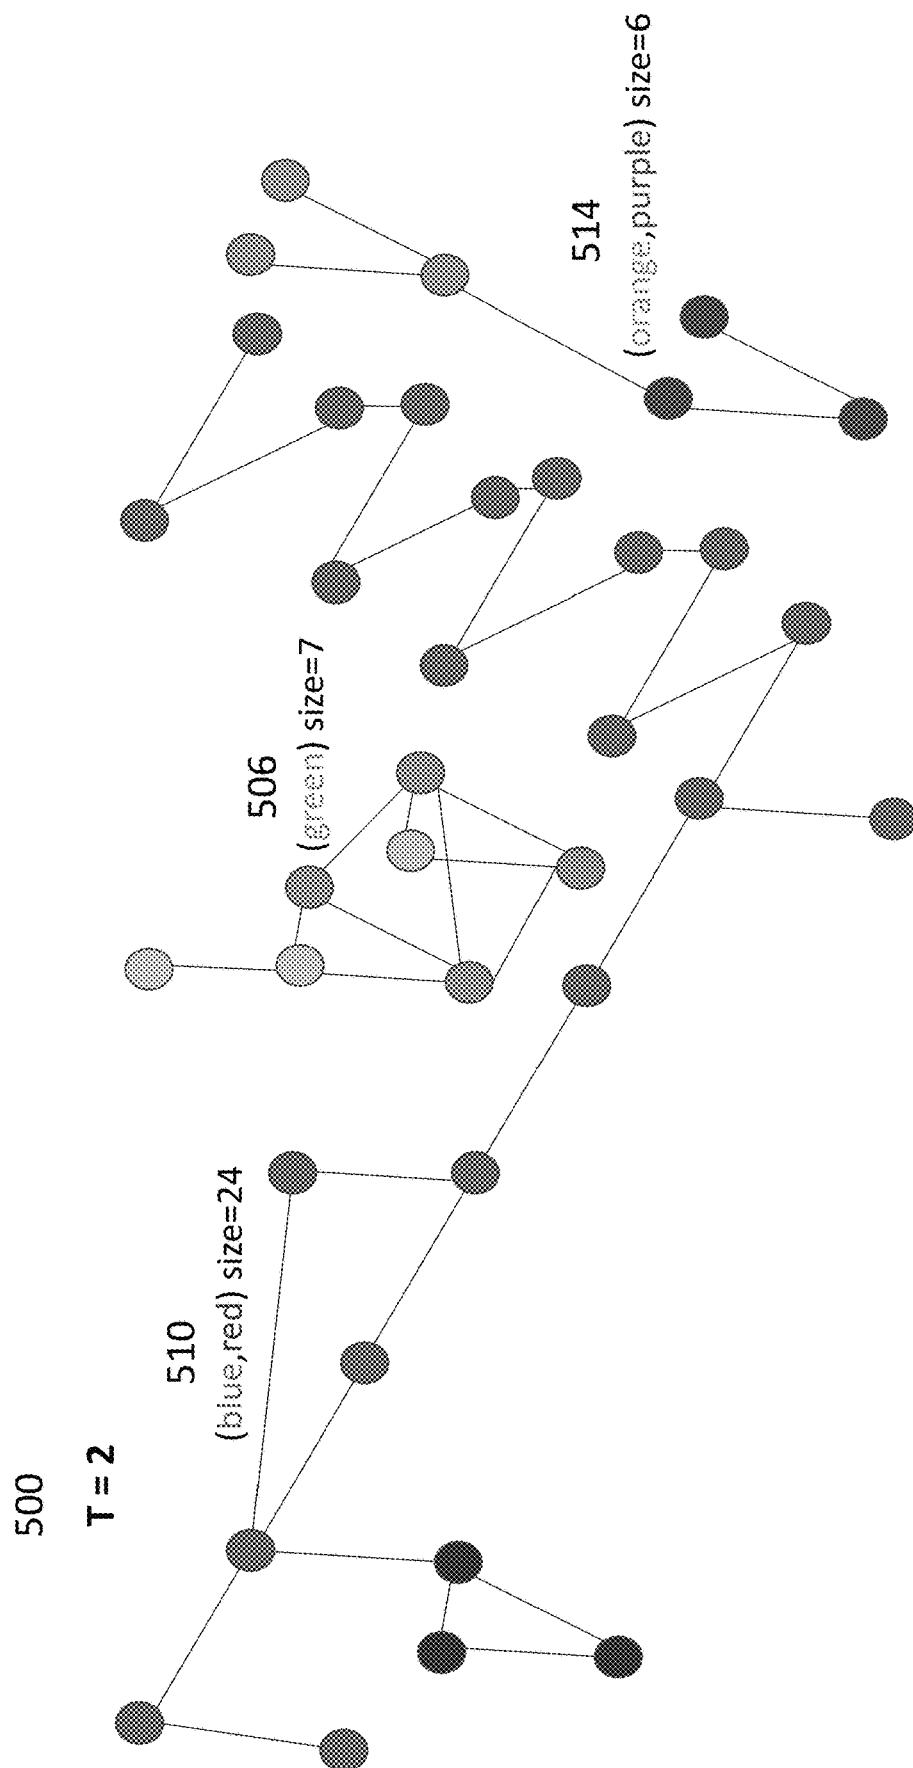 500
T = 2
510
(blue,red) size=24
506
(green) size=7
514
(orange,purple) size=6